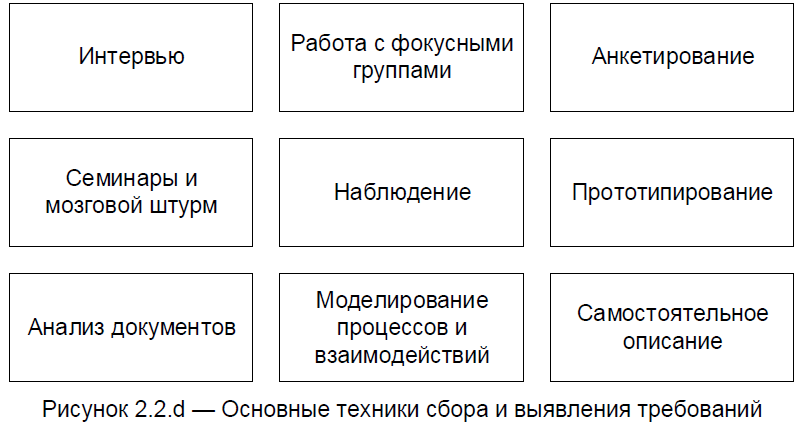 Интервью
Работа с фокусными
группами
Анкетирование
Семинары и
мозговой штурм
Наблюдение
Прототипирование
Анализ документов
Моделирование
процессов и
взаимодействий
Самостоятельное
описание
Рисунок 2.2.d — Основные техники сбора и выявления требований